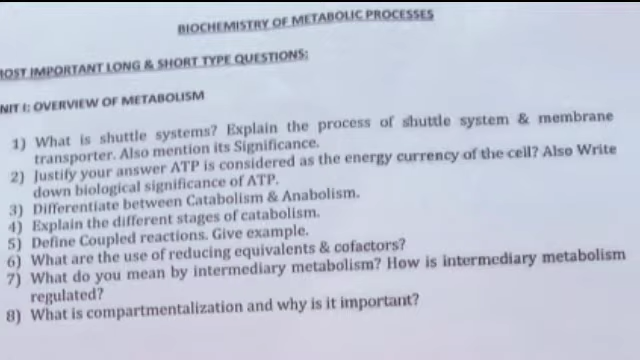 BIOCHEMISTRY OF METABOLIC PROCESSES
MOST IMPORTANT LONG & SHORT TYPE QUESTIONS:
NIT I: OVERVIEW OF METABOLISM
1) What is shuttle systems? Explain the process of shuttle system & membrane
transporter. Also mention its Significance.
2) Justify your answer ATP is considered as the energy currency of the cell? Also Write
down biological significance of ATP.
3) Differentiate between Catabolism & Anabolism.
4) Explain the different stages of catabolism.
5) Define Coupled reactions. Give example.
6) What are the use of reducing equivalents & cofactors?
7) What do you mean by intermediary metabolism? How is intermediary metabolism
regulated?
8) What is compartmentalization and why is it important?